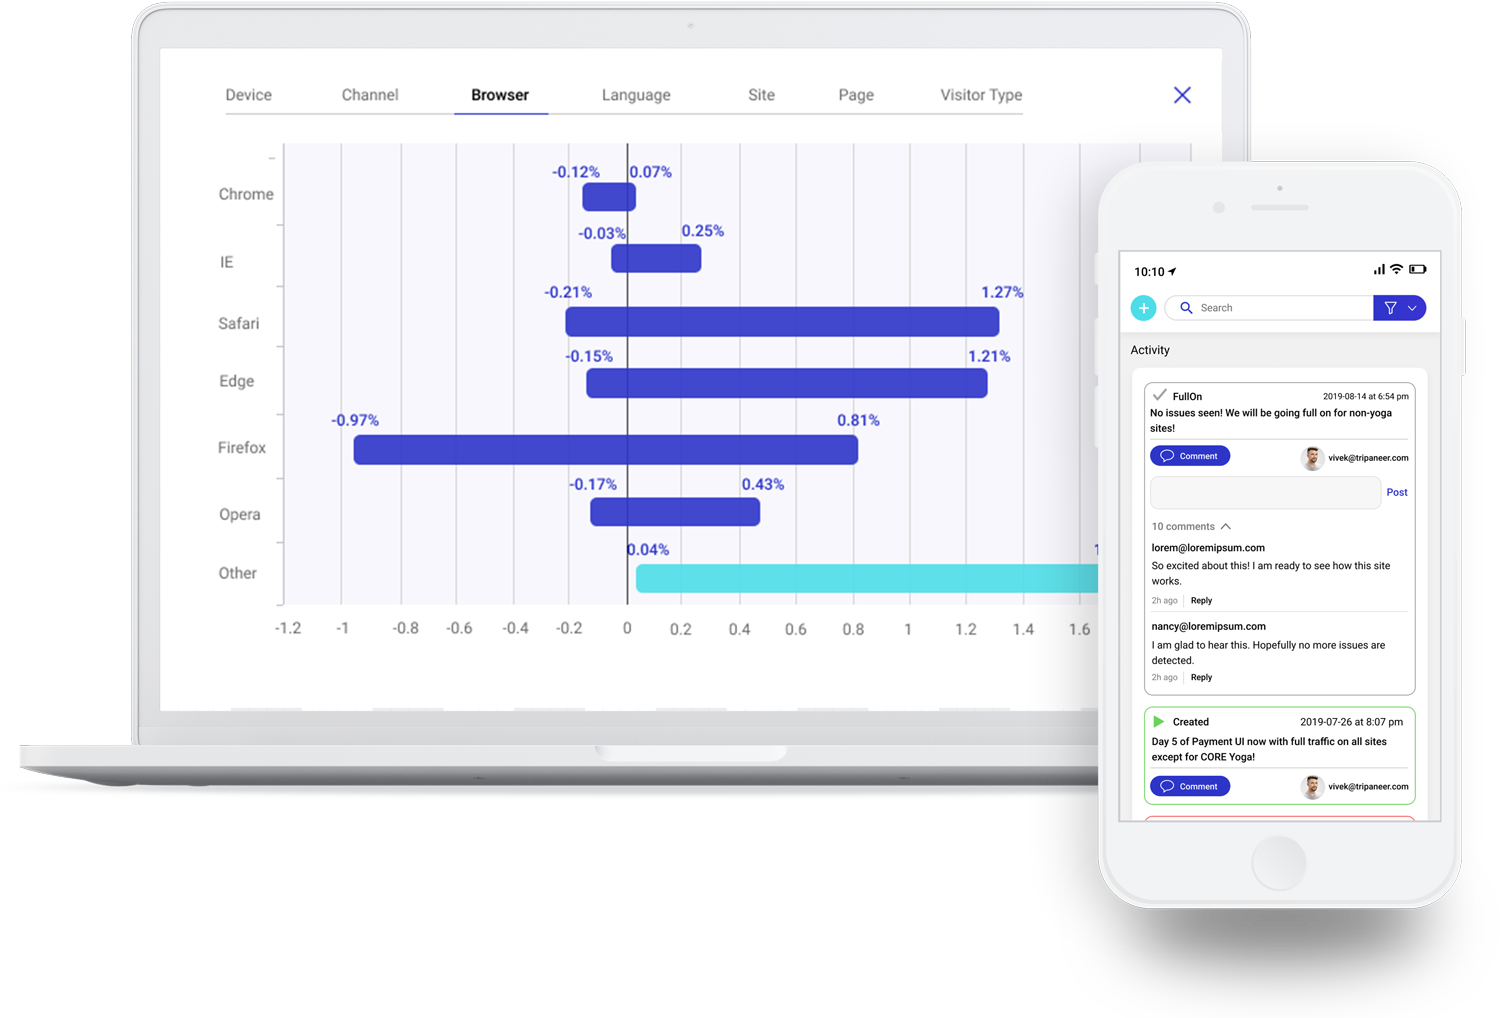 Device Channel Browser Language Site Page Visitor Type
-0.12% 0.07%
Chrome
-0.03% 0.25%
IE
-0.21% 1.27%
Safari
-0.15% 1.21%
Edge
-0.97% 0.81%
Firefox
-0.17% 0.43%
Opera
0.04%
Other
-1.2 -1 -0.8 -0.6 -0.4 -0.2 0 0.2 0.4 0.6 0.8 1 1.2 1.4 1.6
10:10
Search
Activity
FullOn 2019-08-14 at 6:54 pm
No issues seen! We will be going full on for non-yoga
sites!
Comment vivek@tripaneer.com
Post
10 comments
lorem@loremipsum.com
So excited about this! I am ready to see how this site
works.
2h ago Reply
nancy@loremipsum.com
I am glad to hear this. Hopefully no more issues are
detected.
2h ago Reply
Created 2019-07-26 at 8:07 pm
Day 5 of Payment UI now with full traffic on all sites
except for CORE Yoga!
Comment vivek@tripaneer.com